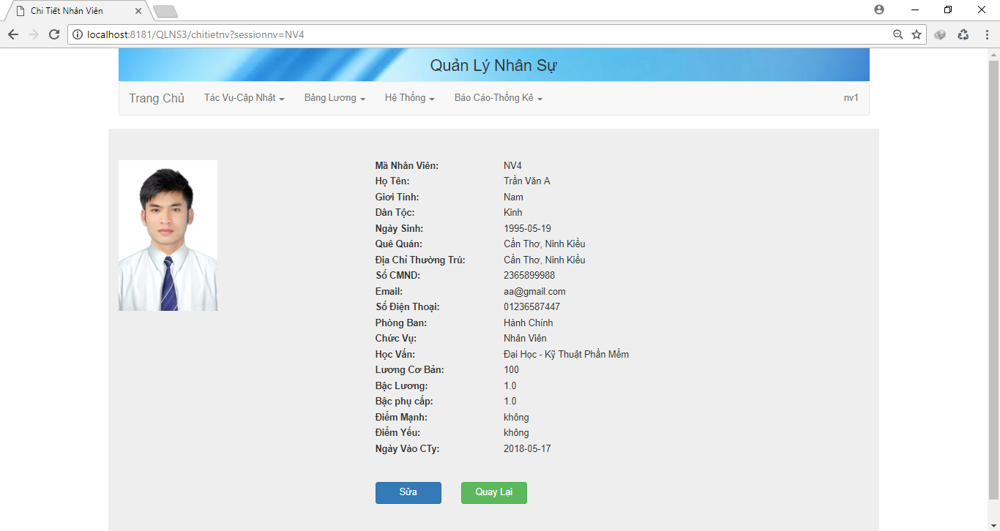 Chi Tiết Nhân Viên
localhost:8181/QLNS3/chitietnv?sessionnv=NV4
Quản Lý Nhân Sự
Trang Chủ Tác Vụ-Cập Nhật Bảng Lương Hệ Thống Báo Cáo-Thống Kê nv1
Mã Nhân Viên: NV4
Họ Tên: Trần Văn A
Giơi Tính: Nam
Dân Tộc: Kinh
Ngày Sinh: 1995-05-19
Quê Quán: Cần Thơ, Ninh Kiều
Địa Chỉ Thường Trú: Cần Thơ, Ninh Kiều
Số CMND: 2365899988
Email: aa@gmail.com
Số Điện Thoại: 01236587447
Phòng Ban: Hành Chính
Chức Vụ: Nhân Viên
Học Vấn: Đại Học - Kỹ Thuật Phần Mềm
Lương Cơ Bản: 100
Bậc Lương: 1.0
Bậc phụ cấp: 1.0
Điểm Mạnh: không
Điểm Yếu: không
Ngày Vào CTy: 2018-05-17
Sửa Quay Lại